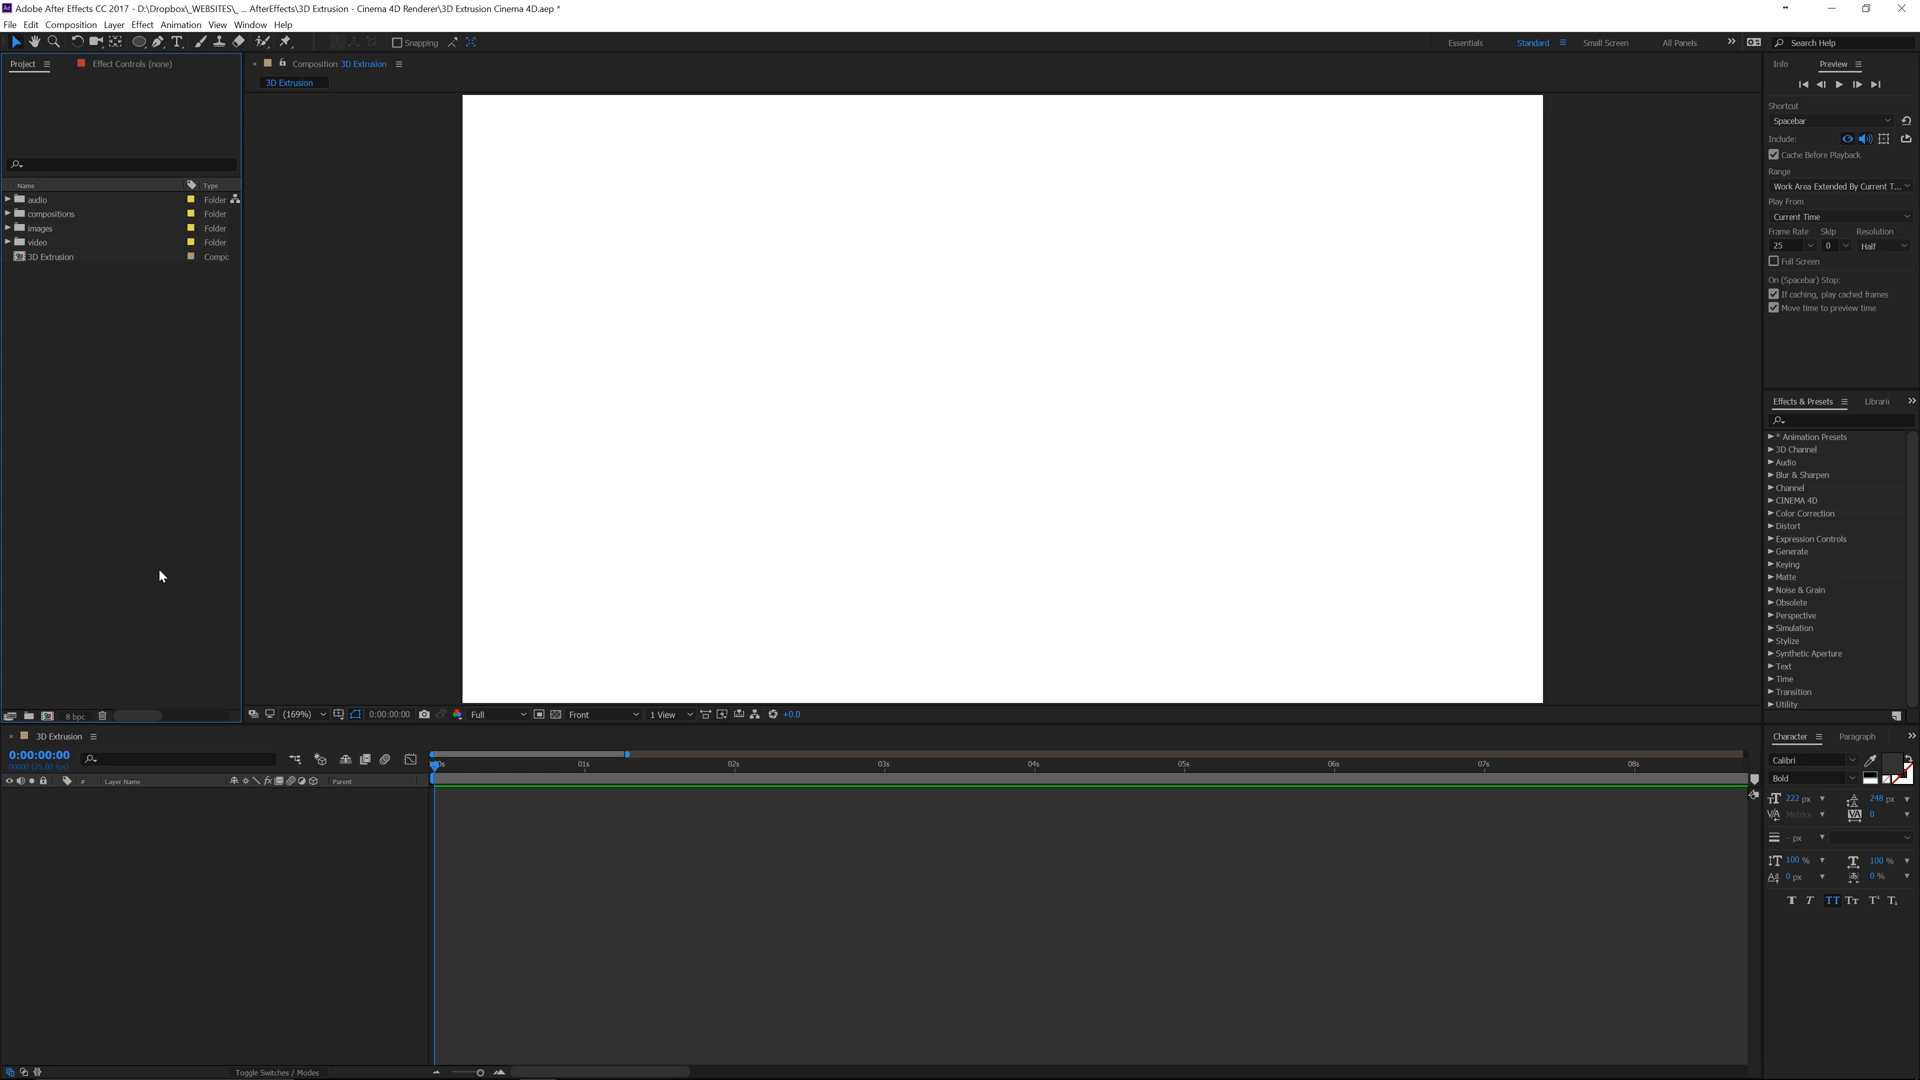 Adobe After Effects CC 2017 - D:\Dropbox\_WEBSITES\_ ... AfterEffects\3D Extrusion - Cinema 4D Renderer\3D Extrusion Cinema 4D.aep *
File Edit Composition Layer Effect Animation View Window Help
Snapping
Essentials Standard Small Screen All Panels Search Help
Project Effect Controls (none)
Composition 3D Extrusion
3D Extrusion
Name Type
audio Folder
compositions Folder
images Folder
video Folder
3D Extrusion Compo
8 bpc
(169%) 0:00:00:00 Full Front 1 View +0.0
Info Preview
Shortcut
Spacebar
Include:
Cache Before Playback
Range
Work Area Extended By Current T...
Play From
Current Time
Frame Rate Skip Resolution
25 0 Half
Full Screen
On (Spacebar) Stop:
If caching, play cached frames
Move time to preview time
Effects & Presets Librari
* Animation Presets
3D Channel
Audio
Blur & Sharpen
Channel
CINEMA 4D
Color Correction
Distort
Expression Controls
Generate
Keying
Matte
Noise & Grain
Obsolete
Perspective
Simulation
Stylize
Synthetic Aperture
Text
Time
Transition
Utility
3D Extrusion
0:00:00:00
00000 (25.00 fps)
# Layer Name Parent
01s 02s 03s 04s 05s 06s 07s 08s
Toggle Switches / Modes
Character Paragraph
Calibri
Bold
222 px 248 px
Metrics 0
- px
100 % 100 %
0 px 0 %